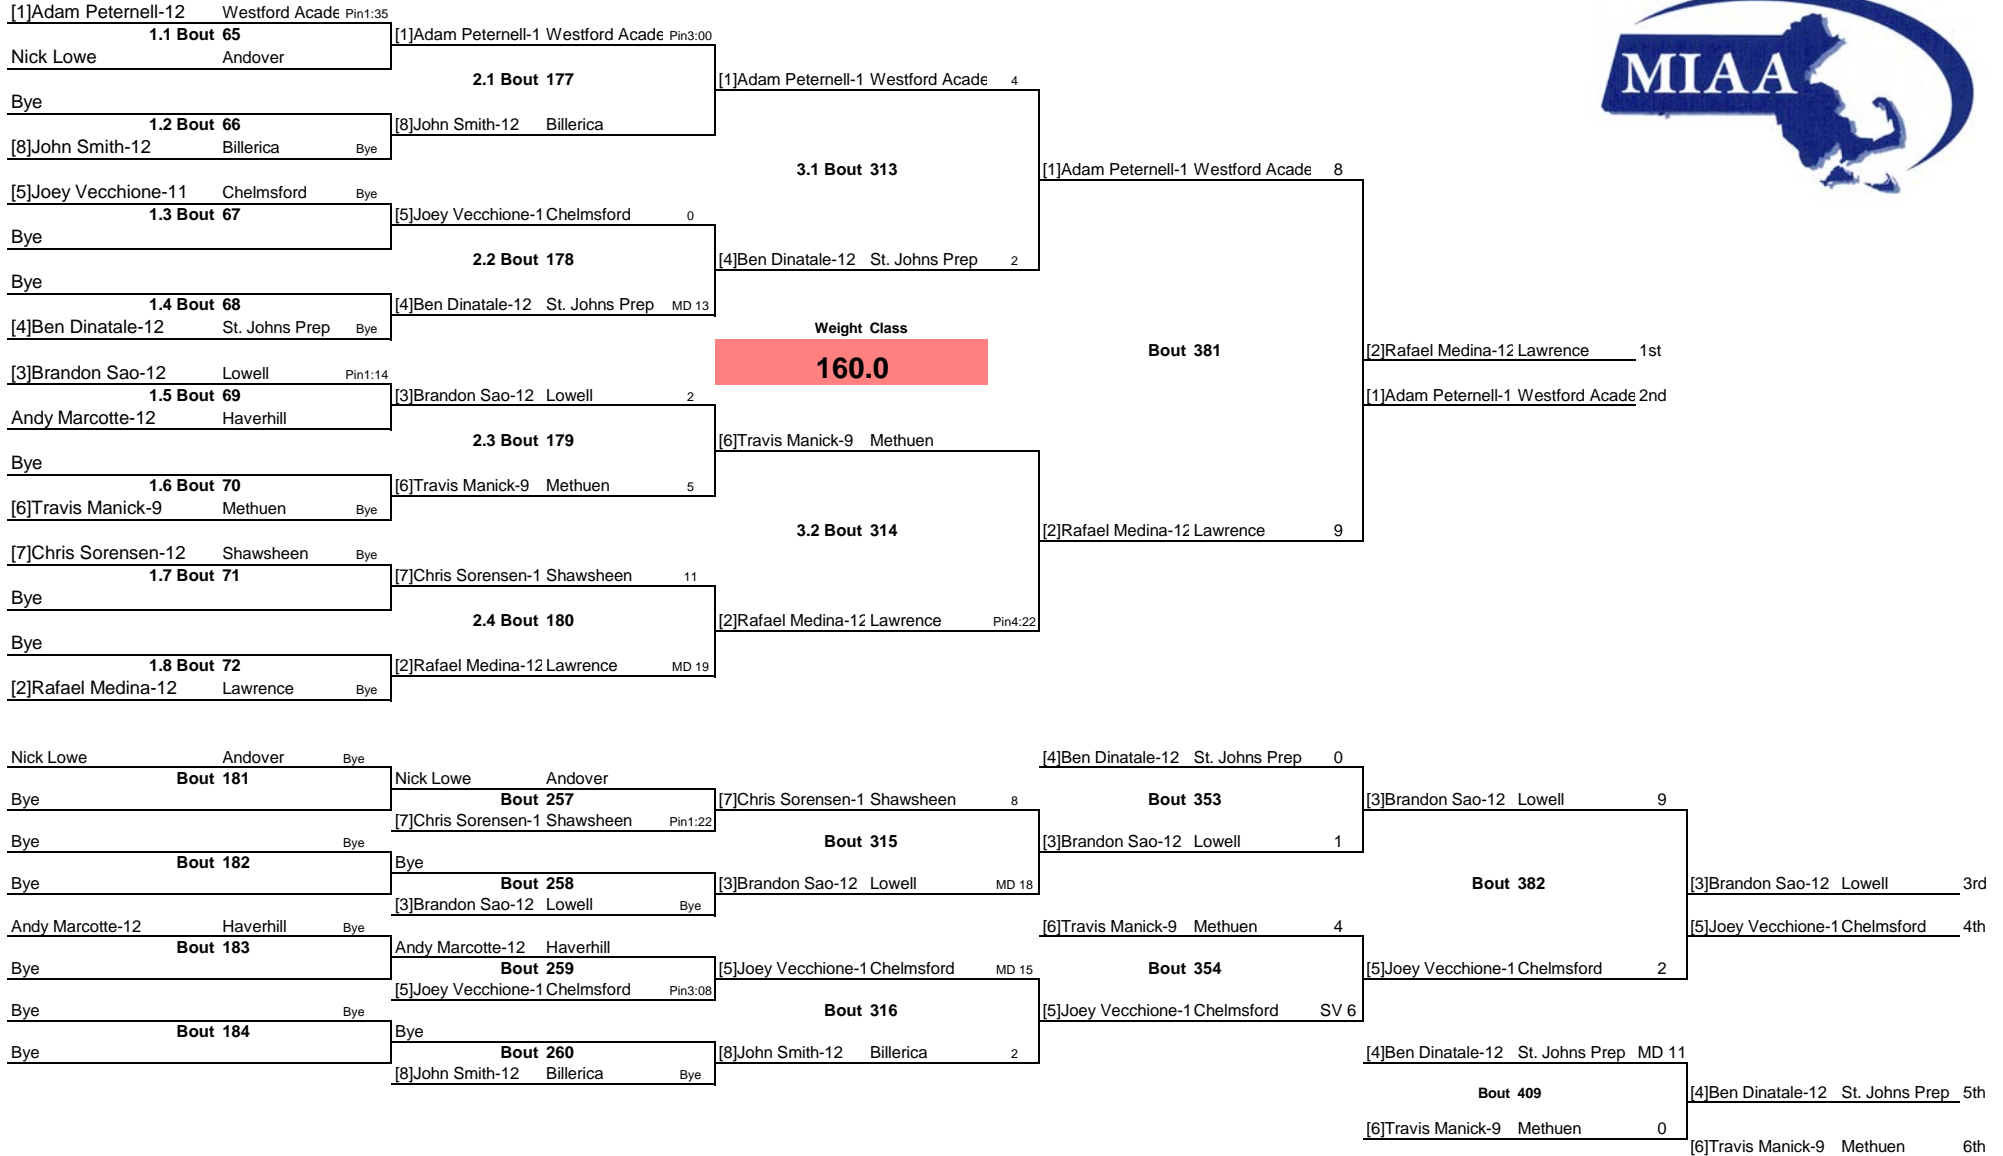 [1]Adam Peternell-12 Westford Acade Pin1:35
1.1 Bout 65
Nick Lowe Andover
Bye
1.2 Bout 66
[8]John Smith-12 Billerica Bye
[5]Joey Vecchione-11 Chelmsford Bye
1.3 Bout 67
Bye
Bye
1.4 Bout 68
[4]Ben Dinatale-12 St. Johns Prep Bye
[3]Brandon Sao-12 Lowell Pin1:14
1.5 Bout 69
Andy Marcotte-12 Haverhill
Bye
1.6 Bout 70
[6]Travis Manick-9 Methuen Bye
[7]Chris Sorensen-12 Shawsheen Bye
1.7 Bout 71
Bye
Bye
1.8 Bout 72
[2]Rafael Medina-12 Lawrence Bye
[1]Adam Peternell-1 Westford Acade Pin3:00
2.1 Bout 177
[8]John Smith-12 Billerica
[5]Joey Vecchione-1 Chelmsford 0
2.2 Bout 178
[4]Ben Dinatale-12 St. Johns Prep MD 13
[3]Brandon Sao-12 Lowell 2
2.3 Bout 179
[6]Travis Manick-9 Methuen 5
[7]Chris Sorensen-1 Shawsheen 11
2.4 Bout 180
[2]Rafael Medina-12 Lawrence MD 19
[1]Adam Peternell-1 Westford Acade 4
3.1 Bout 313
[4]Ben Dinatale-12 St. Johns Prep 2
Weight Class
160.0
[6]Travis Manick-9 Methuen
3.2 Bout 314
[2]Rafael Medina-12 Lawrence Pin4:22
[1]Adam Peternell-1 Westford Acade 8
Bout 381
[2]Rafael Medina-12 Lawrence 9
MIAA
[2]Rafael Medina-12 Lawrence 1st
[1]Adam Peternell-1 Westford Acade 2nd
Nick Lowe Andover Bye
Bout 181
Bye
Bye Bye
Bout 182
Bye
Andy Marcotte-12 Haverhill Bye
Bout 183
Bye
Bye Bye
Bout 184
Bye
Nick Lowe Andover
Bout 257
[7]Chris Sorensen-1 Shawsheen Pin1:22
Bye
Bout 258
[3]Brandon Sao-12 Lowell Bye
Andy Marcotte-12 Haverhill
Bout 259
[5]Joey Vecchione-1 Chelmsford Pin3:08
Bye
Bout 260
[8]John Smith-12 Billerica Bye
[7]Chris Sorensen-1 Shawsheen 8
Bout 315
[3]Brandon Sao-12 Lowell MD 18
[5]Joey Vecchione-1 Chelmsford MD 15
Bout 316
[8]John Smith-12 Billerica 2
[4]Ben Dinatale-12 St. Johns Prep 0
Bout 353
[3]Brandon Sao-12 Lowell 1
[6]Travis Manick-9 Methuen 4
Bout 354
[5]Joey Vecchione-1 Chelmsford SV 6
[3]Brandon Sao-12 Lowell 9
Bout 382
[5]Joey Vecchione-1 Chelmsford 2
[3]Brandon Sao-12 Lowell 3rd
[5]Joey Vecchione-1 Chelmsford 4th
[4]Ben Dinatale-12 St. Johns Prep MD 11
Bout 409
[6]Travis Manick-9 Methuen 0
[4]Ben Dinatale-12 St. Johns Prep 5th
[6]Travis Manick-9 Methuen 6th